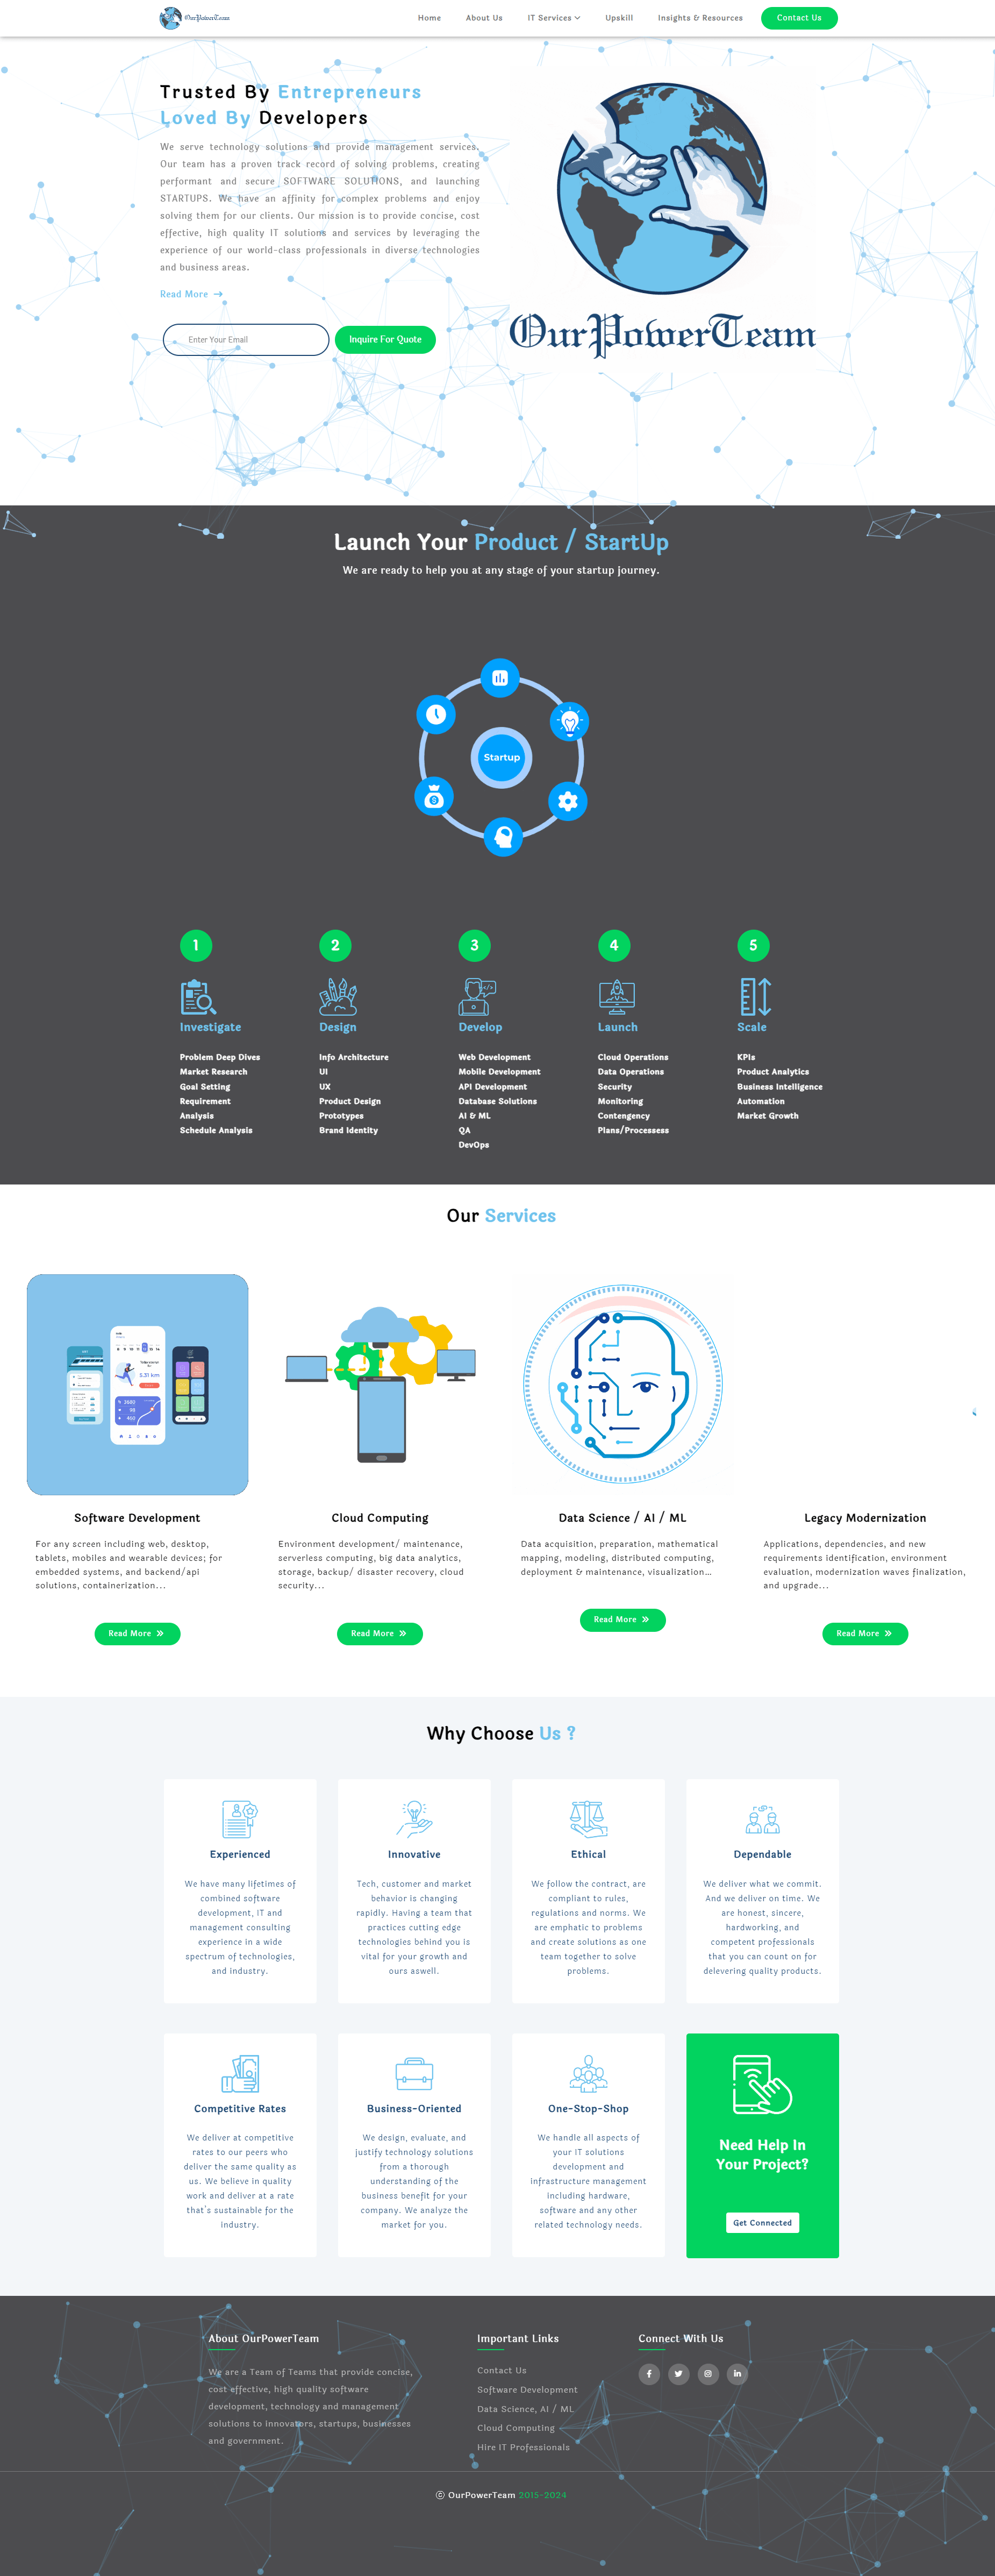 OurPowerTeam
Home About Us IT Services Upskill Insights & Resources Contact Us
Trusted By Entrepreneurs
Loved By Developers
We serve technology solutions and provide management services.
Our team has a proven track record of solving problems, creating
performant and secure SOFTWARE SOLUTIONS, and launching
STARTUPS. We have an affinity for complex problems and enjoy
solving them for our clients. Our mission is to provide concise, cost
effective, high quality IT solutions and services by leveraging the
experience of our world-class professionals in diverse technologies
and business areas.
Read More
Enter Your Email
Inquire For Quote
OurPowerTeam
Launch Your Product / StartUp
We are ready to help you at any stage of your startup journey.
Startup
1
Investigate
Problem Deep Dives
Market Research
Goal Setting
Requirement
Analysis
Schedule Analysis
2
Design
Info Architecture
UI
UX
Product Design
Prototypes
Brand Identity
3
Develop
Web Development
Mobile Development
API Development
Database Solutions
AI & ML
QA
DevOps
4
Launch
Cloud Operations
Data Operations
Security
Monitoring
Contengency
Plans/Processess
5
Scale
KPIs
Product Analytics
Business Intelligence
Automation
Market Growth
Our Services
5.31 km
Software Development
For any screen including web, desktop,
tablets, mobiles and wearable devices; for
embedded systems, and backend/api
solutions, containerization...
Read More
Cloud Computing
Environment development/ maintenance,
serverless computing, big data analytics,
storage, backup/ disaster recovery, cloud
security...
Read More
Data Science / AI / ML
Data acquisition, preparation, mathematical
mapping, modeling, distributed computing,
deployment & maintenance, visualization...
Read More
Legacy Modernization
Applications, dependencies, and new
requirements identification, environment
evaluation, modernization waves finalization,
and upgrade...
Read More
Why Choose Us ?
Experienced
We have many lifetimes of
combined software
development, IT and
management consulting
experience in a wide
spectrum of technologies,
and industry.
Innovative
Tech, customer and market
behavior is changing
rapidly. Having a team that
practices cutting edge
technologies behind you is
vital for your growth and
ours aswell.
Ethical
We follow the contract, are
compliant to rules,
regulations and norms. We
are emphatic to problems
and create solutions as one
team together to solve
problems.
Dependable
We deliver what we commit.
And we deliver on time. We
are honest, sincere,
hardworking, and
competent professionals
that you can count on for
delevering quality products.
Competitive Rates
We deliver at competitive
rates to our peers who
deliver the same quality as
us. We believe in quality
work and deliver at a rate
that's sustainable for the
industry.
Business-Oriented
We design, evaluate, and
justify technology solutions
from a thorough
understanding of the
business benefit for your
company. We analyze the
market for you.
One-Stop-Shop
We handle all aspects of
your IT solutions
development and
infrastructure management
including hardware,
software and any other
related technology needs.
Need Help In
Your Project?
Get Connected
About OurPowerTeam
We are a Team of Teams that provide concise,
cost effective, high quality software
development, technology and management
solutions to innovators, startups, businesses
and government.
Important Links
Contact Us
Software Development
Data Science, AI / ML
Cloud Computing
Hire IT Professionals
Connect With Us
© OurPowerTeam 2015-2024